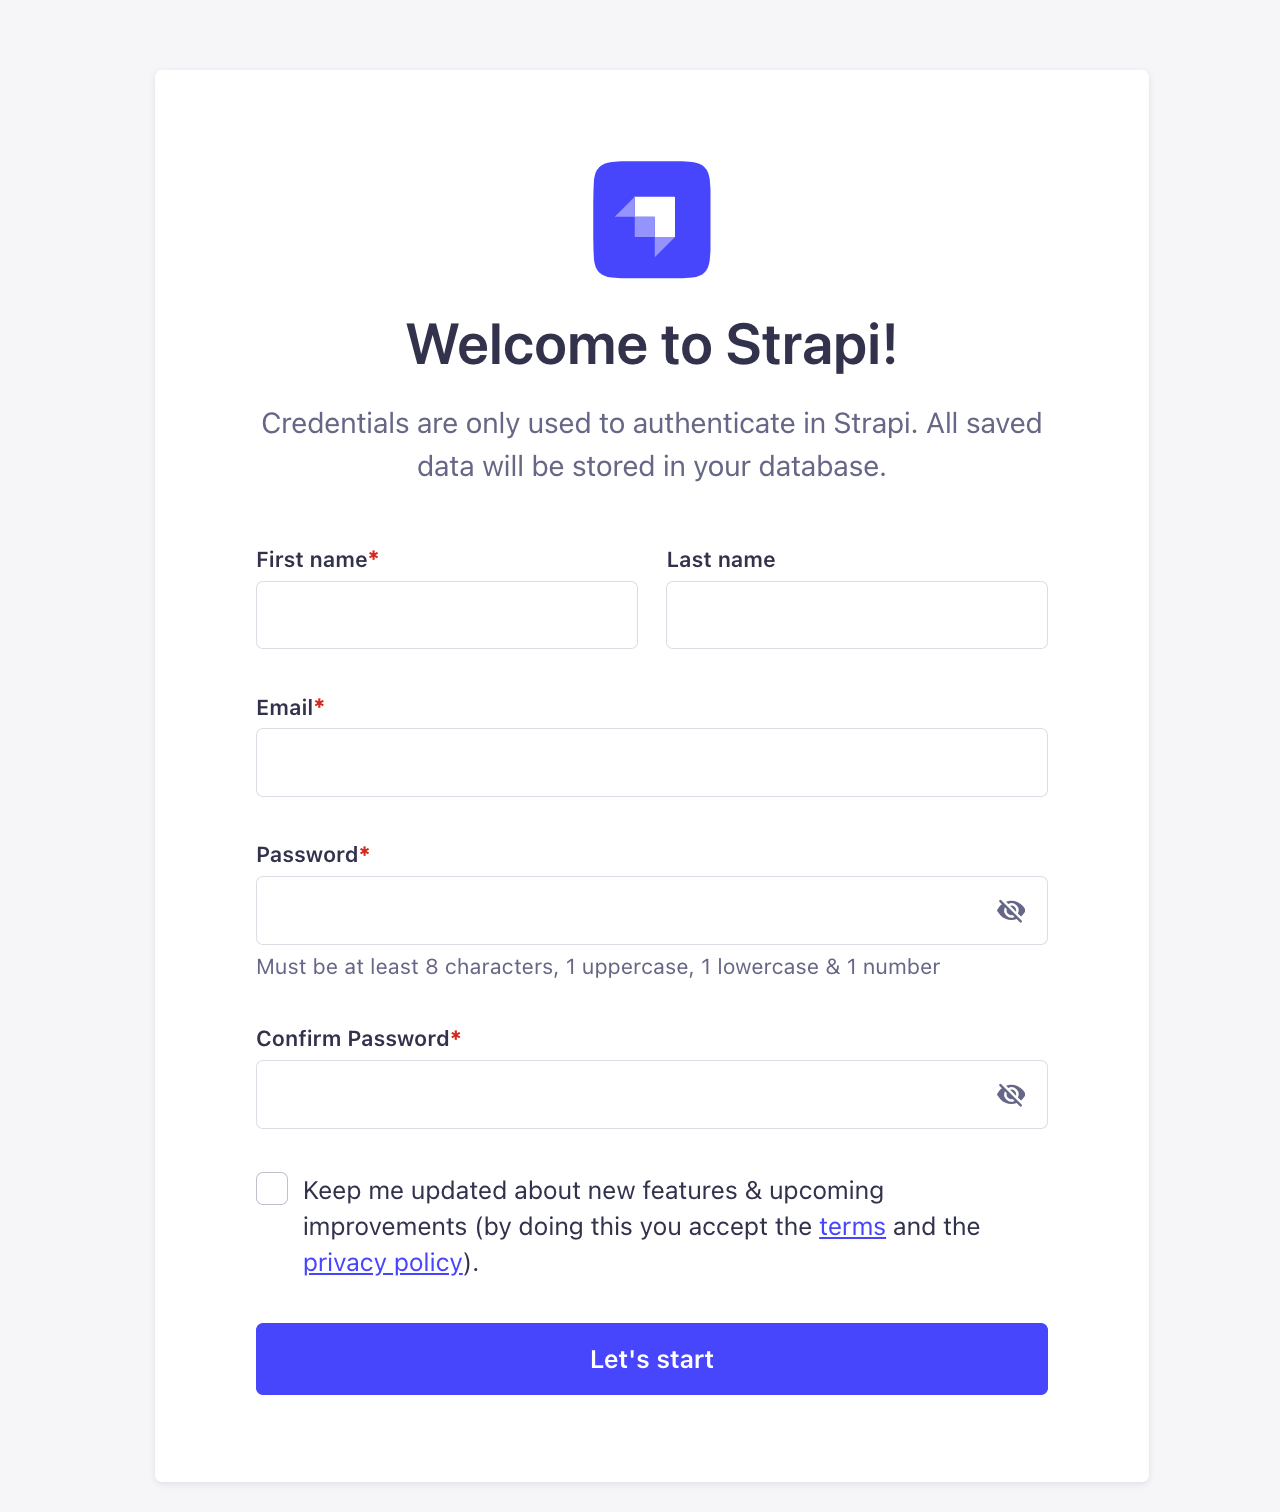 Welcome to Strapi!
Credentials are only used to authenticate in Strapi. All saved
data will be stored in your database.
First name*
Last name
Email*
Password*
Must be at least 8 characters, 1 uppercase, 1 lowercase & 1 number
Confirm Password*
Keep me updated about new features & upcoming
improvements (by doing this you accept the terms and the
privacy policy).
Let's start